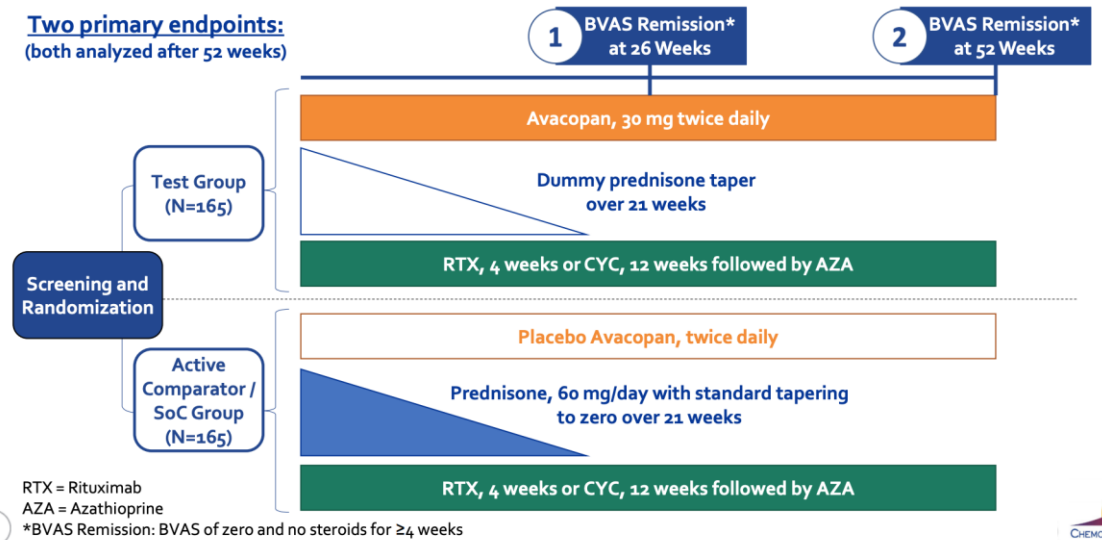 Two primary endpoints:
(both analyzed after 52 weeks)
1
BVAS Remission*
at 26 Weeks
2
BVAS Remission*
at 52 Weeks
Avacopan, 30 mg twice daily
Test Group
(N=165)
Dummy prednisone taper
over 21 weeks
RTX, 4 weeks or CYC, 12 weeks followed by AZA
Screening and
Randomization
Placebo Avacopan, twice daily
Active
Comparator /
SoC Group
(N=165)
Prednisone, 60 mg/day with standard tapering
to zero over 21 weeks
RTX, 4 weeks or CYC, 12 weeks followed by AZA
RTX = Rituximab
AZA = Azathioprine
*BVAS Remission: BVAS of zero and no steroids for ≥4 weeks